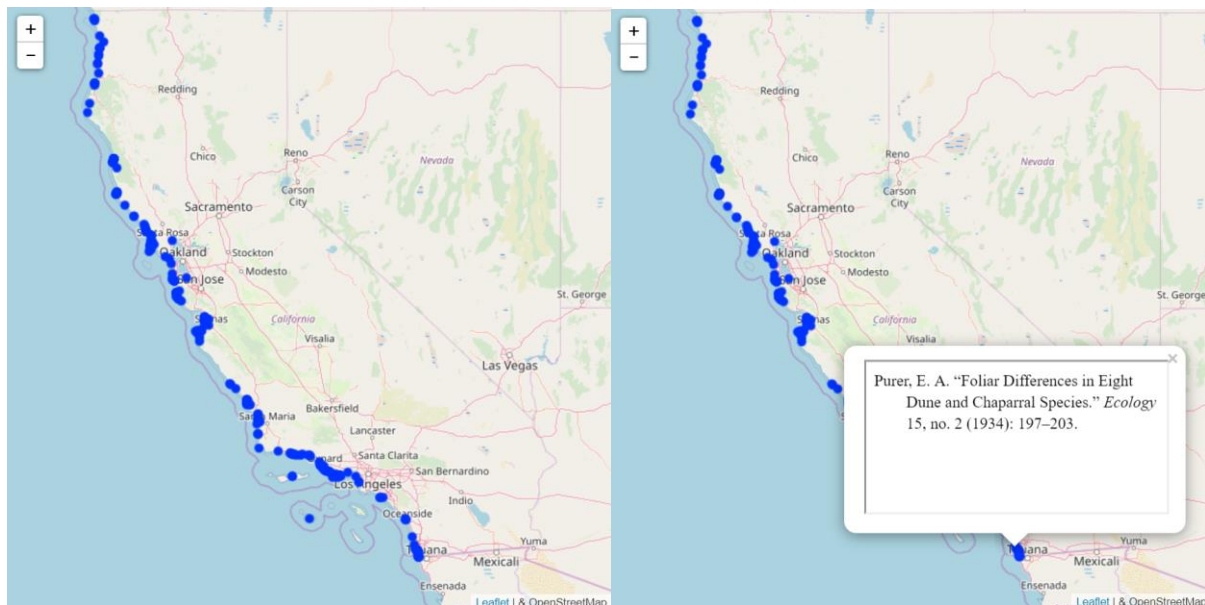 +
−
Redding
Chico
Reno
Nevada
Carson
City
Sacramento
Santa Rosa
Oakland
Stockton
Modesto
San Jose
St. George
Salinas
California
Visalia
Las Vegas
Bakersfield
Santa Maria
Lancaster
Santa Clarita
San Bernardino
Los Angeles
Indio
Oceanside
Tijuana
Mexicali
Yuma
Ensenada
Leaflet | & OpenStreetMap
+
−
Redding
Chico
Reno
Nevada
Carson
City
Sacramento
Santa Rosa
Oakland
Stockton
Modesto
San Jose
St. George
Salinas
California
Visalia
Las Vegas
×
Purer, E. A. “Foliar Differences in Eight
Dune and Chaparral Species.” Ecology
15, no. 2 (1934): 197–203.
Tijuana
Mexicali
Yuma
Ensenada
Leaflet | & OpenStreetMap